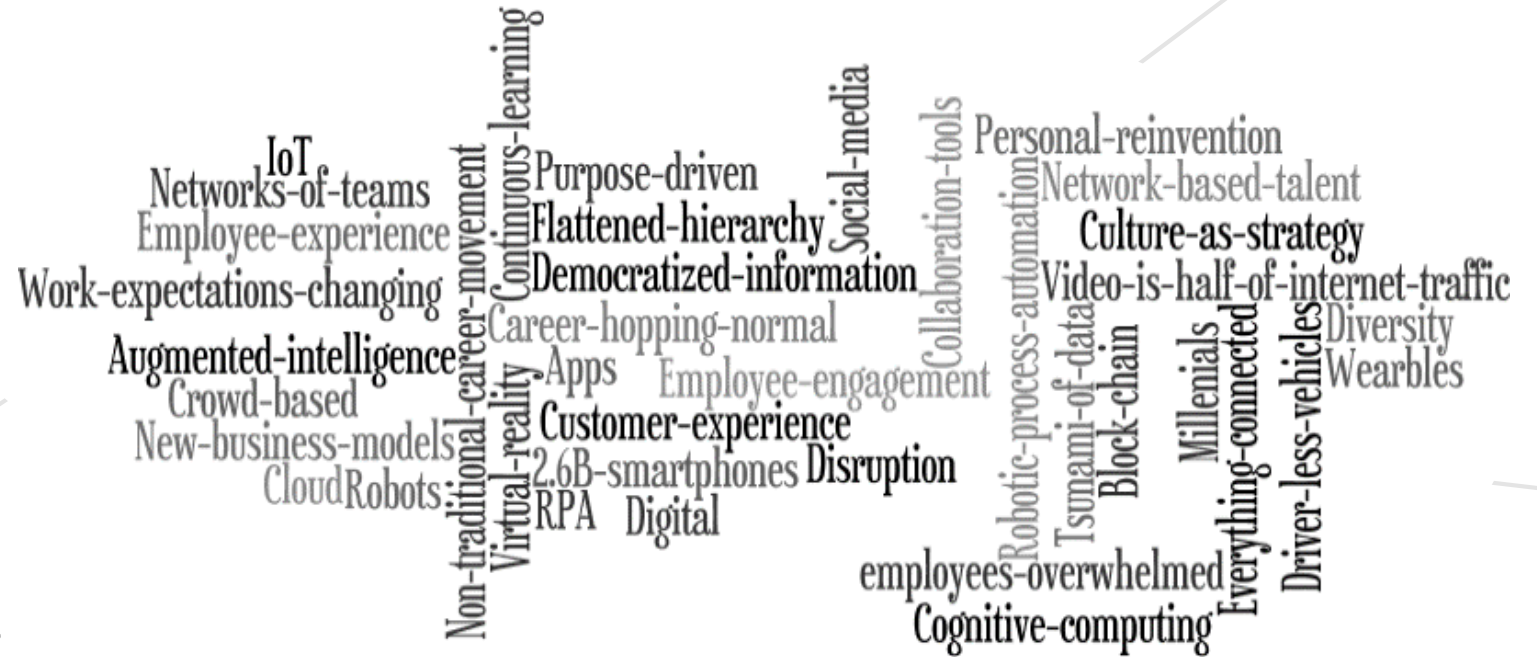 IoT
Networks-of-teams
Employee-experience
Work-expectations-changing
Augmented-intelligence
Crowd-based
New-business-models
Cloud
Robots
Non-traditional-career-movement
Continuous-learning
Virtual-reality
Purpose-driven
Flattened-hierarchy
Democratized-information
Career-hopping-normal
Apps
Employee-engagement
Customer-experience
2.6B-smartphones
Disruption
RPA
Digital
Social-media
Collaboration-tools
Personal-reinvention
Network-based-talent
Culture-as-strategy
Video-is-half-of-internet-traffic
Robotic-process-automation
Tsunami-of-data
Block-chain
Millenials
Everything-connected
Driver-less-vehicles
Diversity
Wearbles
employees-overwhelmed
Cognitive-computing